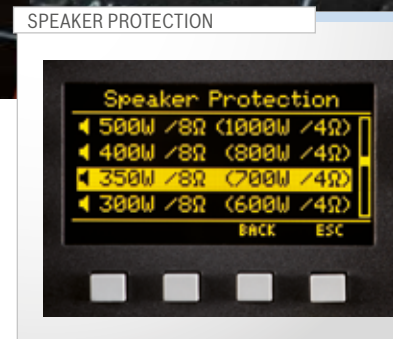 SPEAKER PROTECTION
Speaker Protection
500W /8Ω (1000W /4Ω)
400W /8Ω (800W /4Ω)
350W /8Ω (700W /4Ω)
300W /8Ω (600W /4Ω)
BACK ESC